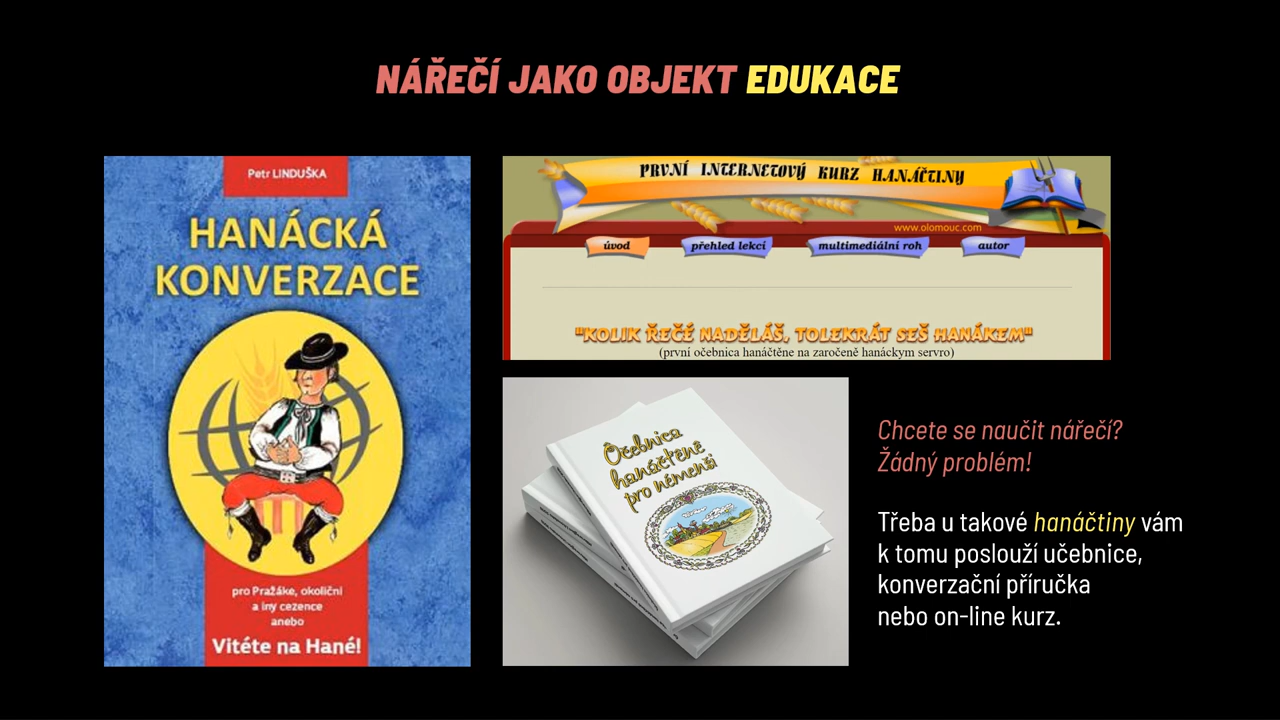 NÁŘEČÍ JAKO OBJEKT EDUKACE
Petr LINDUŠKA
HANÁCKÁ
KONVERZACE
pro Pražáke, okoliční
a iny cezence
anebo
Vitéte na Hané!
PRVNÍ INTERNETOVÝ KURZ HANÁČTINY
www.olomouc.com
úvod
přehled lekcí
multimediální roh
autor
"KOLIK ŘEČÉ NADĚLÁŠ, TOLEKRÁT SEŠ HANÁKEM"
(první očebnica hanáčtěne na zaročeně hanáckym servro)
Očebnica
hanáčtěně
pro némenši
Chcete se naučit nářečí?
Žádný problém!
Třeba u takové hanáčtiny vám
k tomu poslouží učebnice,
konverzační příručka
nebo on-line kurz.